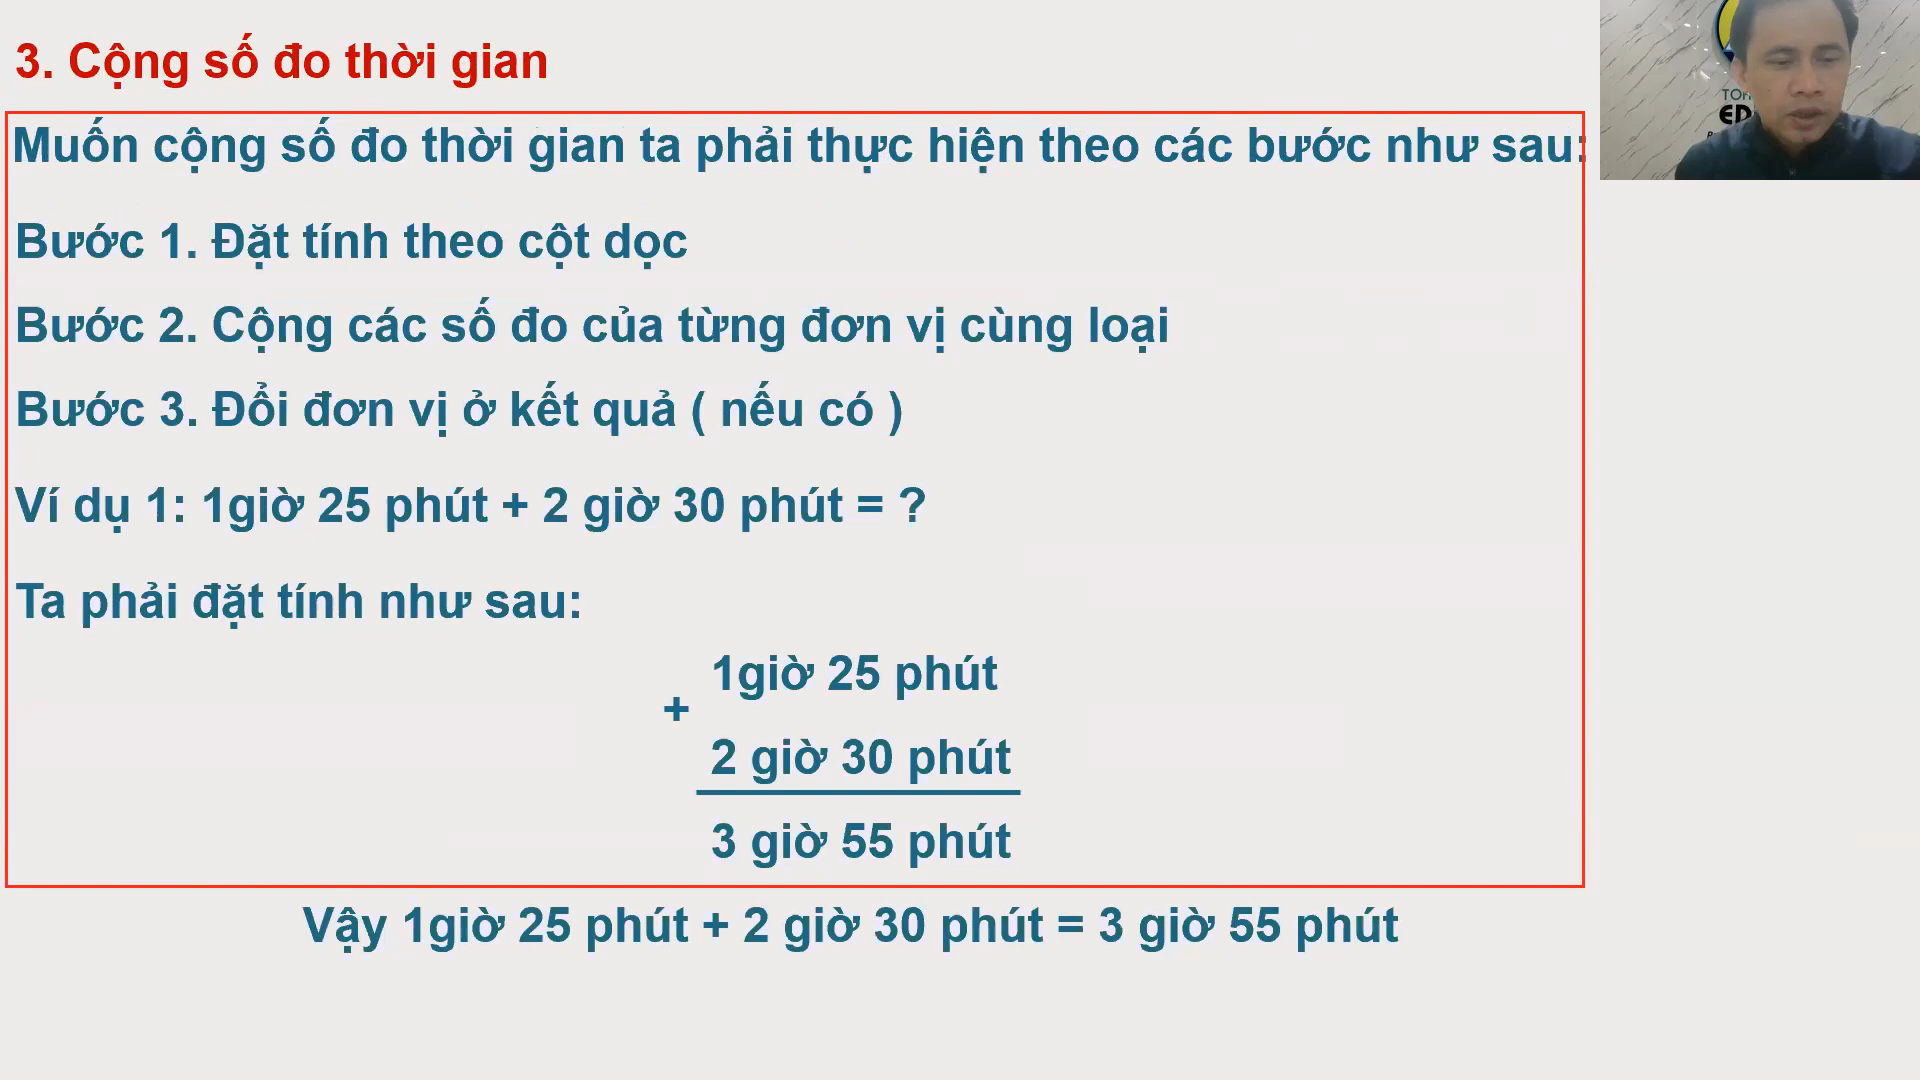 3. Cộng số đo thời gian
Muốn cộng số đo thời gian ta phải thực hiện theo các bước như sau:
Bước 1. Đặt tính theo cột dọc
Bước 2. Cộng các số đo của từng đơn vị cùng loại
Bước 3. Đổi đơn vị ở kết quả ( nếu có )
Ví dụ 1: 1giờ 25 phút + 2 giờ 30 phút = ?
Ta phải đặt tính như sau:
1giờ 25 phút
+
2 giờ 30 phút
3 giờ 55 phút
Vậy 1giờ 25 phút + 2 giờ 30 phút = 3 giờ 55 phút